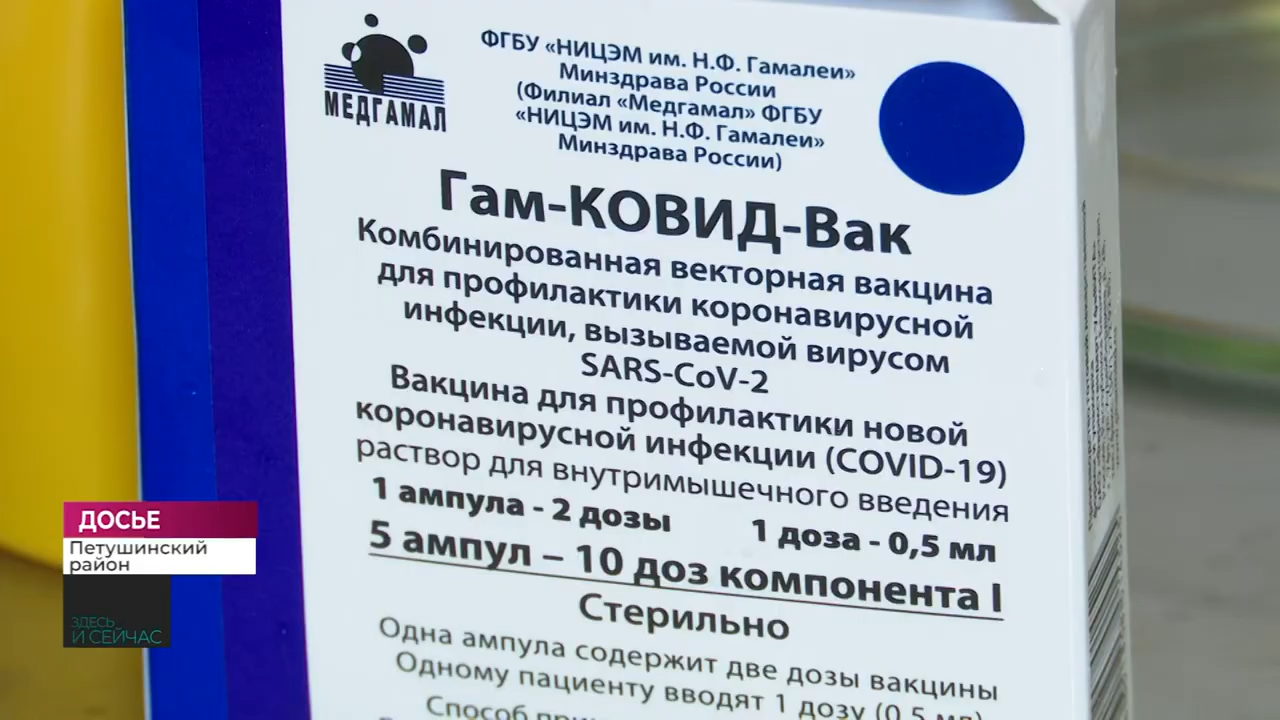 МЕДГАМАЛ
ФГБУ «НИЦЭМ им. Н.Ф. Гамалеи»
Минздрава России
(Филиал «Медгамал» ФГБУ
«НИЦЭМ им. Н.Ф. Гамалеи»
Минздрава России)
Гам-КОВИД-Вак
Комбинированная векторная вакцина
для профилактики коронавирусной
инфекции, вызываемой вирусом
SARS-CoV-2
Вакцина для профилактики новой
коронавирусной инфекции (COVID-19)
раствор для внутримышечного введения
1 ампула - 2 дозы 1 доза - 0,5 мл
5 ампул – 10 доз компонента I
Стерильно
Одна ампула содержит две дозы вакцины
Одному пациенту вводят 1 дозу (0,5 мл)
Способ
ДОСЬЕ
Петушинский
район
ЗДЕСЬ
И СЕЙЧАС